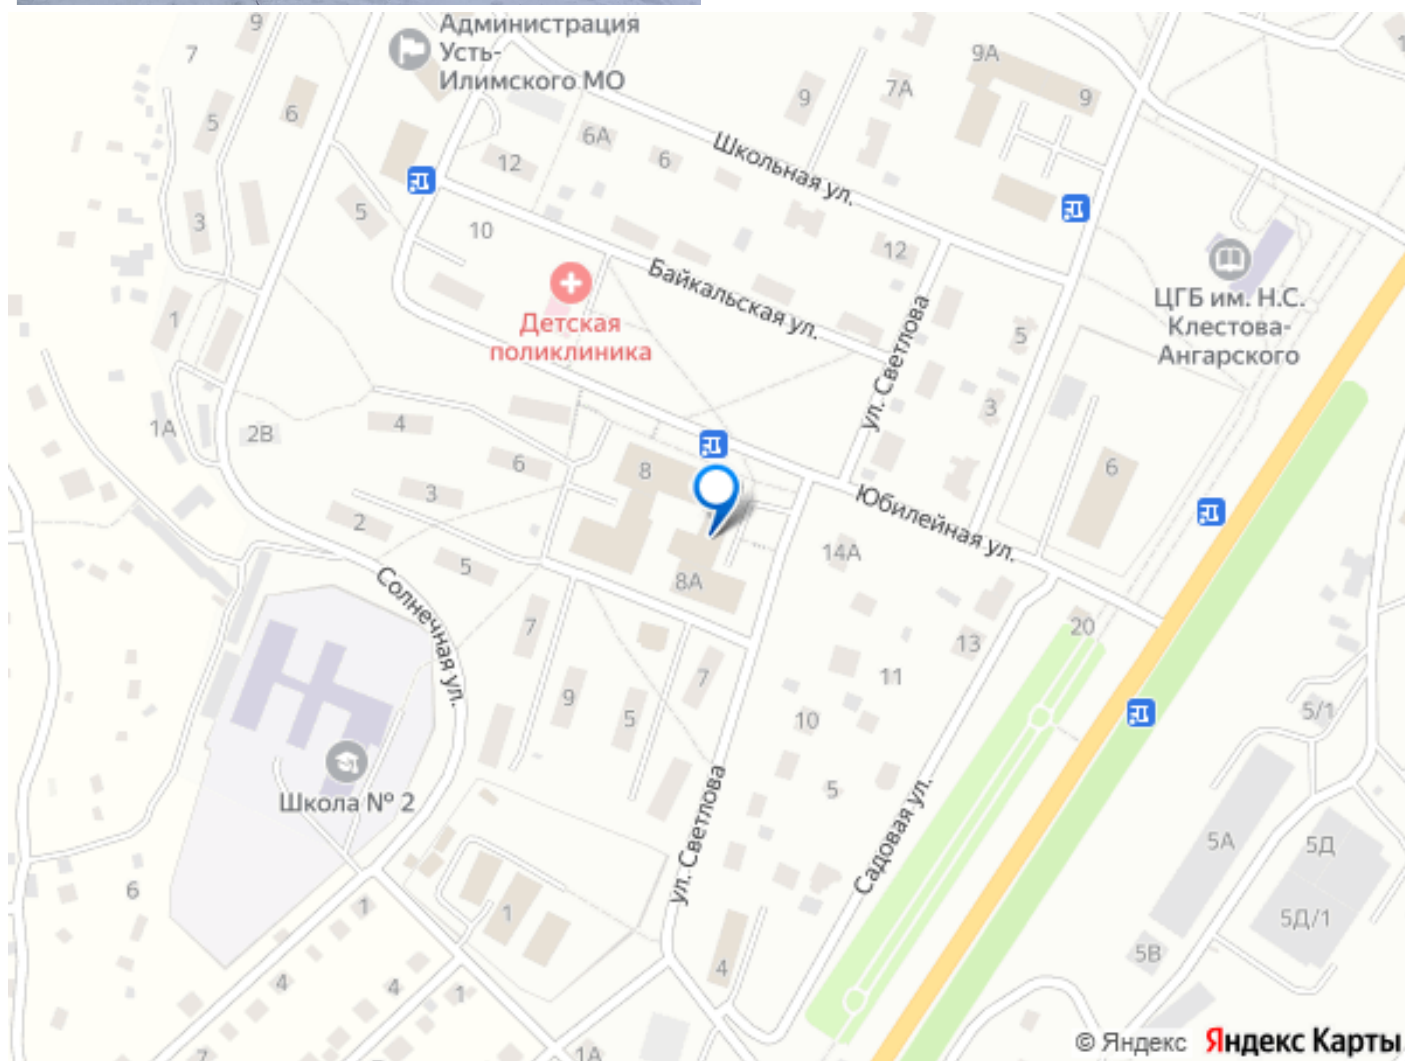 Администрация
Усть-
Илимского МО
9
7
5
6
3
5
1
1А
2В
10
12
6А
6
9
7А
9А
9
1
Школьная ул.
12
Байкальская ул.
ул. Светлова
Детская
поликлиника
ЦГБ им. Н.С.
Клестова-
Ангарского
5
3
6
4
6
3
2
5
8
8А
Юбилейная ул.
14А
Солнечная ул.
7
9
5
7
13
20
11
10
5
5/1
Школа № 2
ул. Светлова
Садовая ул.
5А
5Д
5Д/1
5В
6
1
1
4
4
4
1
7
1А
© Яндекс Яндекс Карты